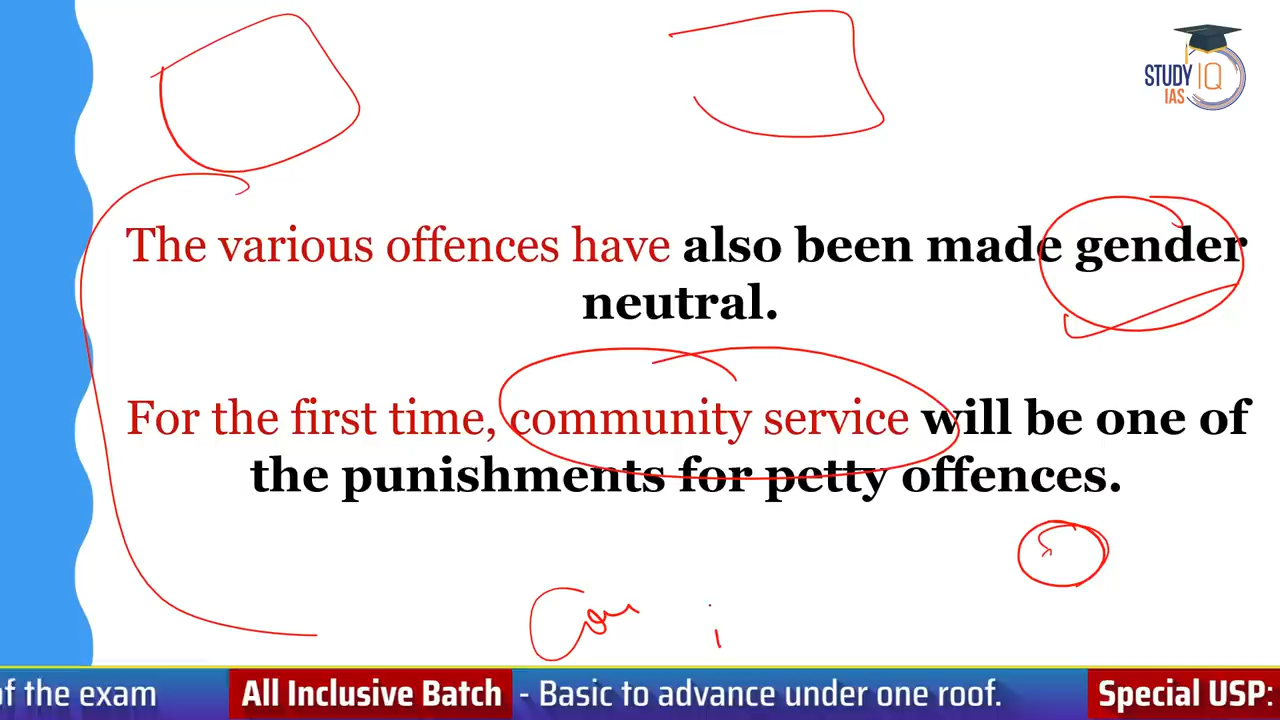 STUDY IQ
IAS
The various offences have also been made gender
neutral.
For the first time, community service will be one of
the punishments for petty offences.
of the exam
All Inclusive Batch - Basic to advance under one roof.
Special USP: